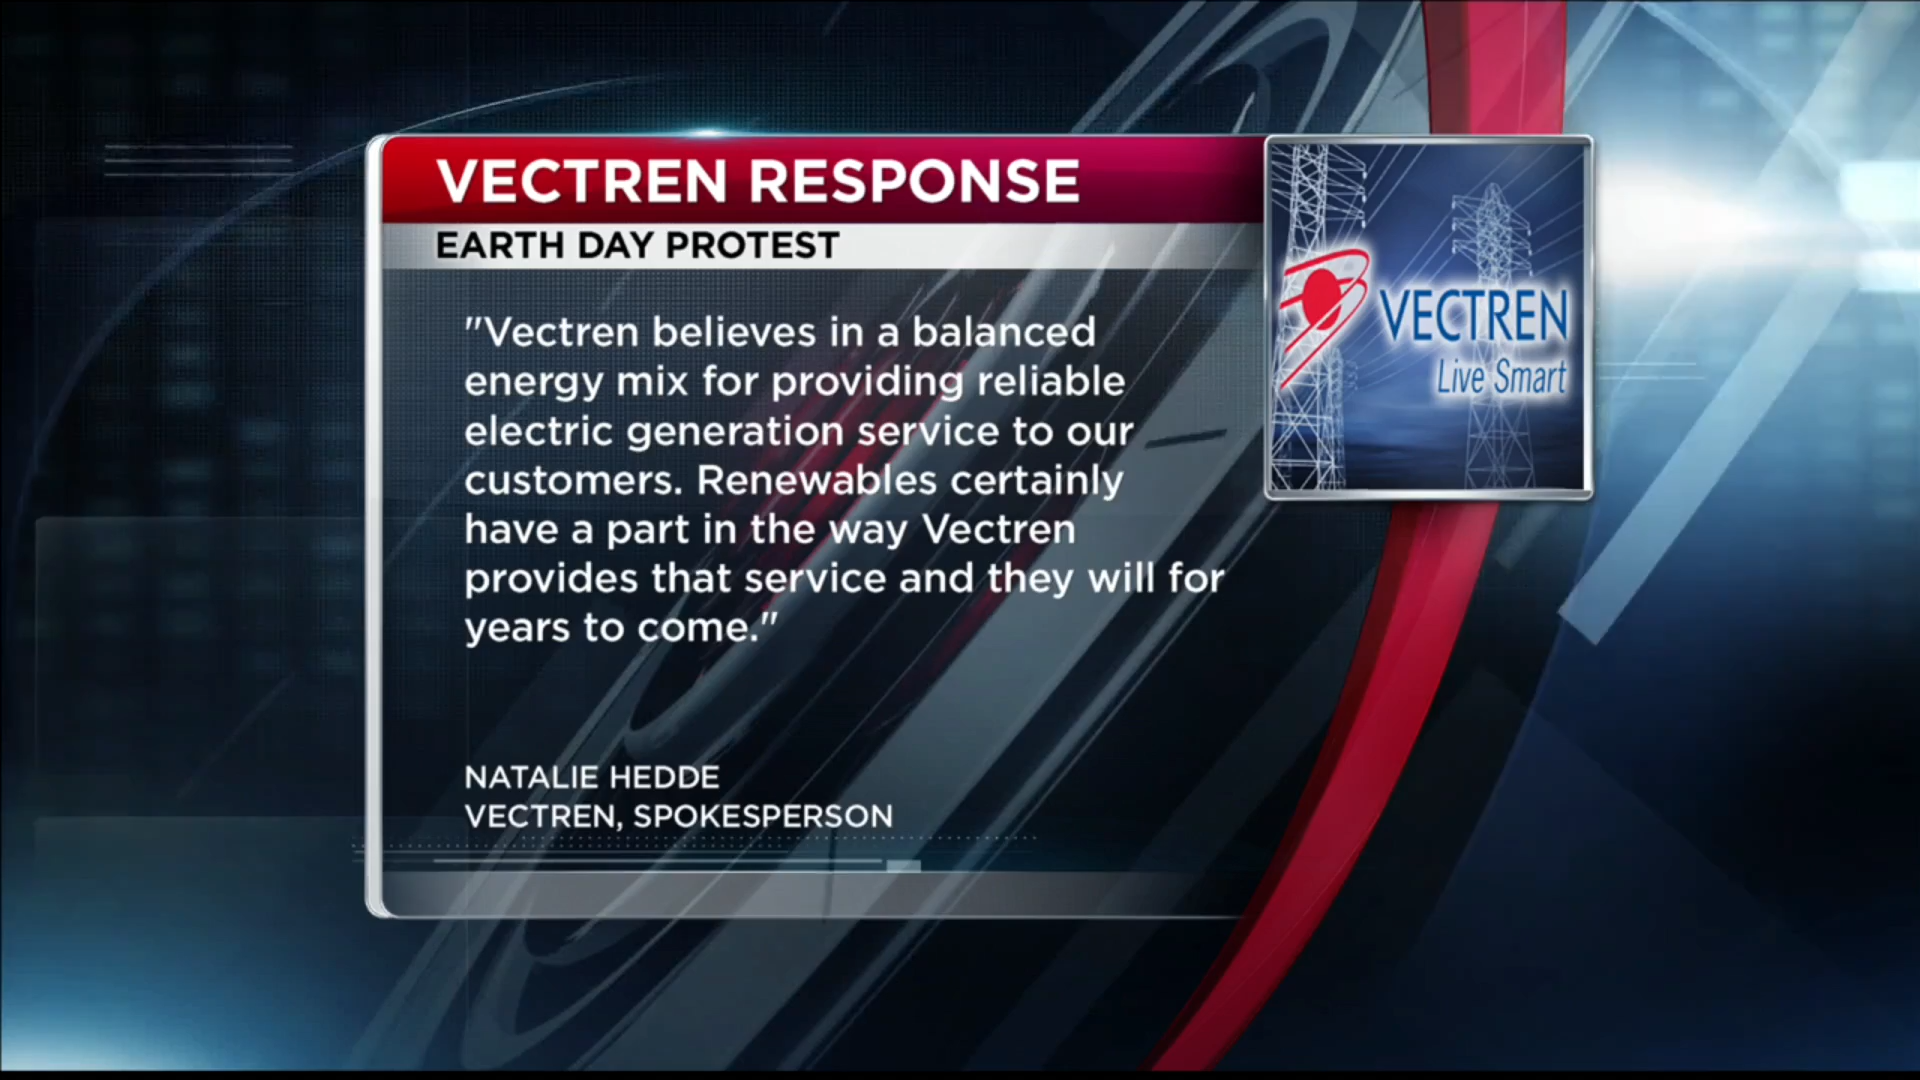 VECTREN RESPONSE
EARTH DAY PROTEST
"Vectren believes in a balanced
energy mix for providing reliable
electric generation service to our
customers. Renewables certainly
have a part in the way Vectren
provides that service and they will for
years to come."
NATALIE HEDDE
VECTREN, SPOKESPERSON
VECTREN
Live Smart